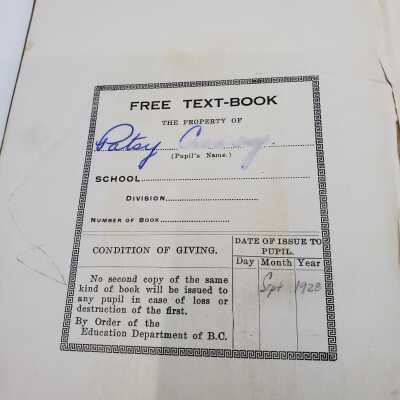 FREE TEXT-BOOK
THE PROPERTY OF
Patsy
(Pupil's Name.)
SCHOOL
DIVISION
NUMBER OF BOOK
CONDITION OF GIVING.
DATE OF ISSUE TO
PUPIL.
Day Month Year
Sept 1928
No second copy of the same
kind of book will be issued to
any pupil in case of loss or
destruction of the first.
By Order of the
Education Department of B.C.